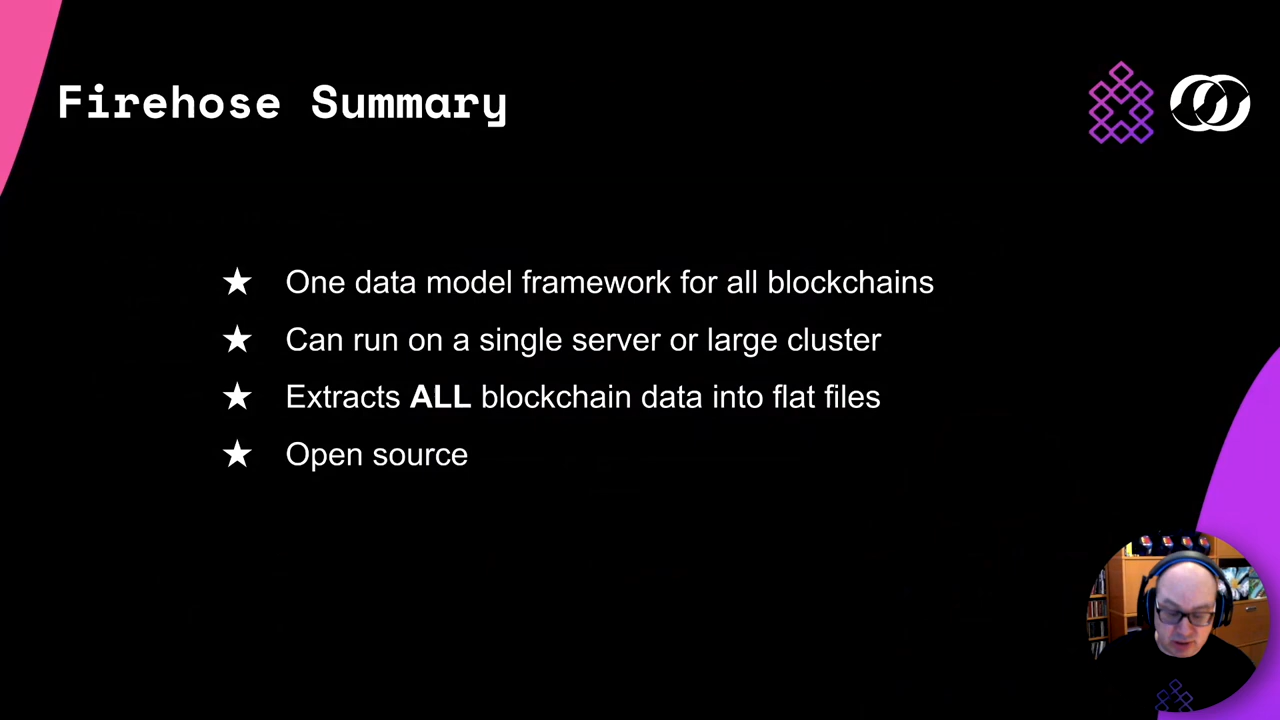 Firehose Summary
★ One data model framework for all blockchains
★ Can run on a single server or large cluster
★ Extracts ALL blockchain data into flat files
★ Open source